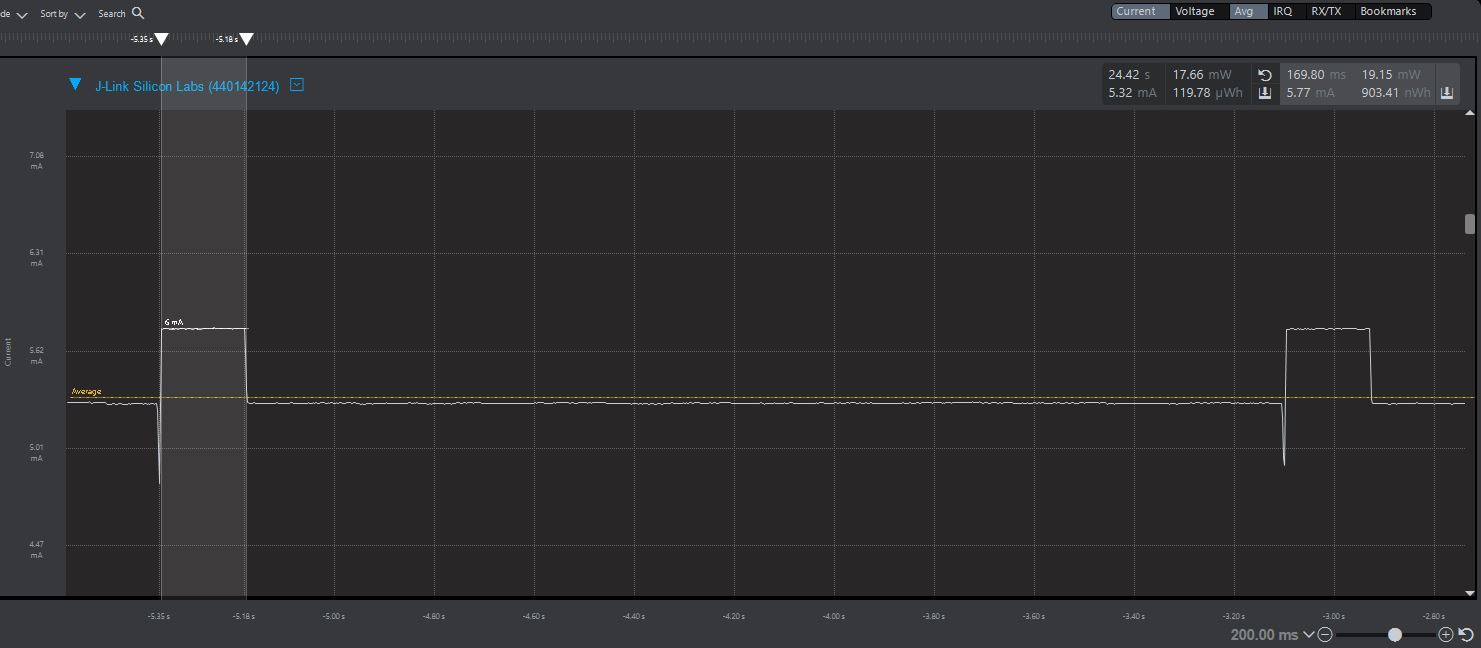 de Sort by Search Current Voltage Avg IRQ RX/TX Bookmarks
-5.35 s -5.18 s
J-Link Silicon Labs (440142124)
24.42 s 17.66 mW 169.80 ms 19.15 mW
5.32 mA 119.78 µWh 5.77 mA 903.41 nWh
7.08
mA
6.31
mA
6 mA
Current
5.62
mA
Average
5.01
mA
4.47
mA
-5.35 s -5.18 s -5.00 s -4.80 s -4.60 s -4.40 s -4.20 s -4.00 s -3.80 s -3.60 s -3.40 s -3.20 s -3.00 s -2.80 s
200.00 ms